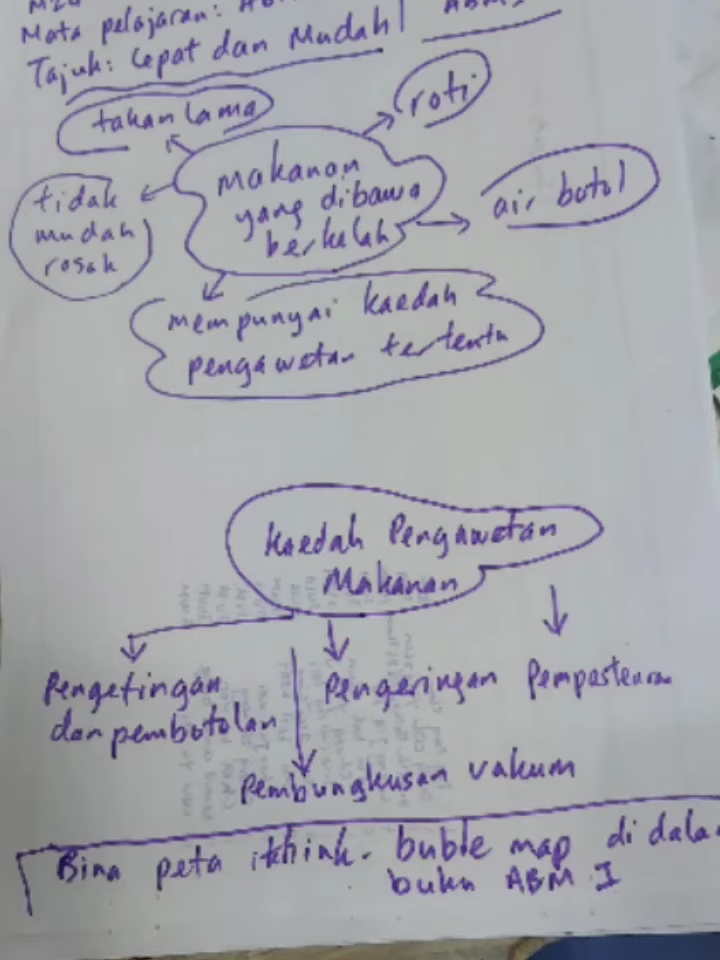 Mata pelajaran:
Tajuk: Cepat dan Mudah
tahan lama
roti
makanan
yang dibawa
berkelah
tidak
mudah
rosak
air botol
mempunyai kaedah
pengawetan tertentu
Kaedah Pengawetan
Makanan
Pengetingan
dan pembotolan
Pengeringan
Pempasteuran
Pembungkusan vakum
Bina peta ithink. buble map di
buku ABM I